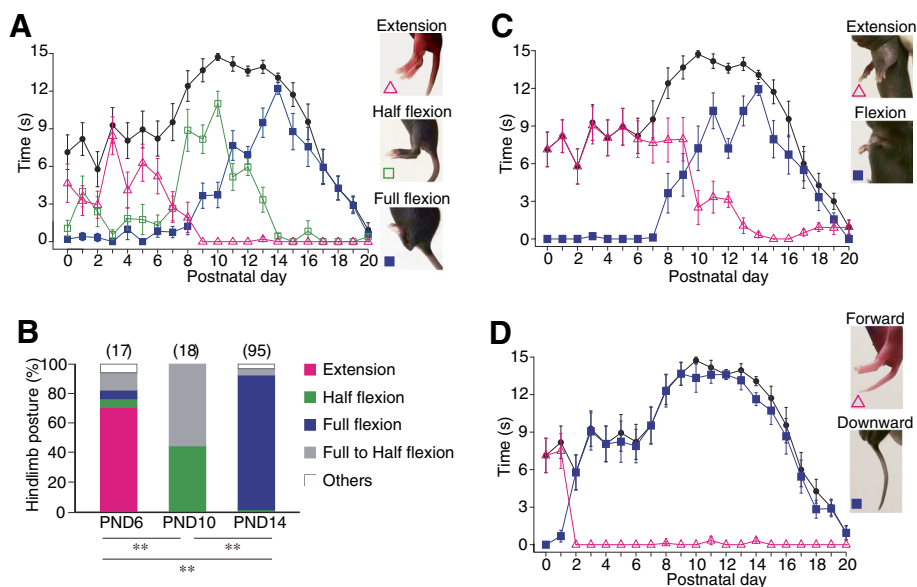 A
Extension
15
12
9
6
3
0
Time (s)
Half flexion
Full flexion
0 2 4 6 8 10 12 14 16 18 20
Postnatal day
B
(17) (18) (95)
100
80
60
40
20
0
Hindlimb posture (%)
PND6 PND10 PND14
** **
**
Extension
Half flexion
Full flexion
Full to Half flexion
Others
C
Extension
Flexion
15
12
9
6
3
0
Time (s)
0 2 4 6 8 10 12 14 16 18 20
Postnatal day
D
Forward
Downward
15
12
9
6
3
0
Time (s)
0 2 4 6 8 10 12 14 16 18 20
Postnatal day